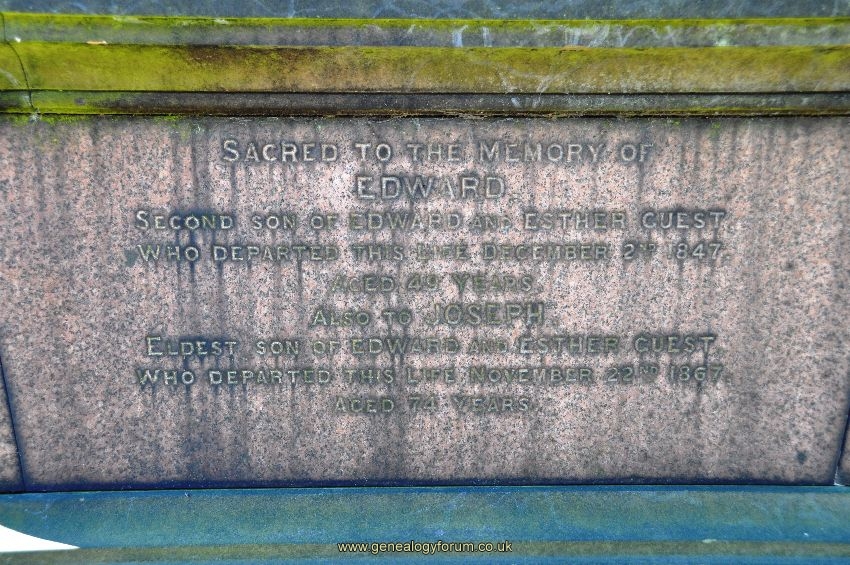 SACRED TO THE MEMORY OF
EDWARD
SECOND SON OF EDWARD AND ESTHER GUEST,
WHO DEPARTED THIS LIFE DECEMBER 2ND 1847.
AGED 49 YEARS.
ALSO TO JOSEPH,
ELDEST SON OF EDWARD AND ESTHER GUEST.
WHO DEPARTED THIS LIFE NOVEMBER 22ND 1867.
AGED 74 YEARS.
www.genealogyforum.co.uk